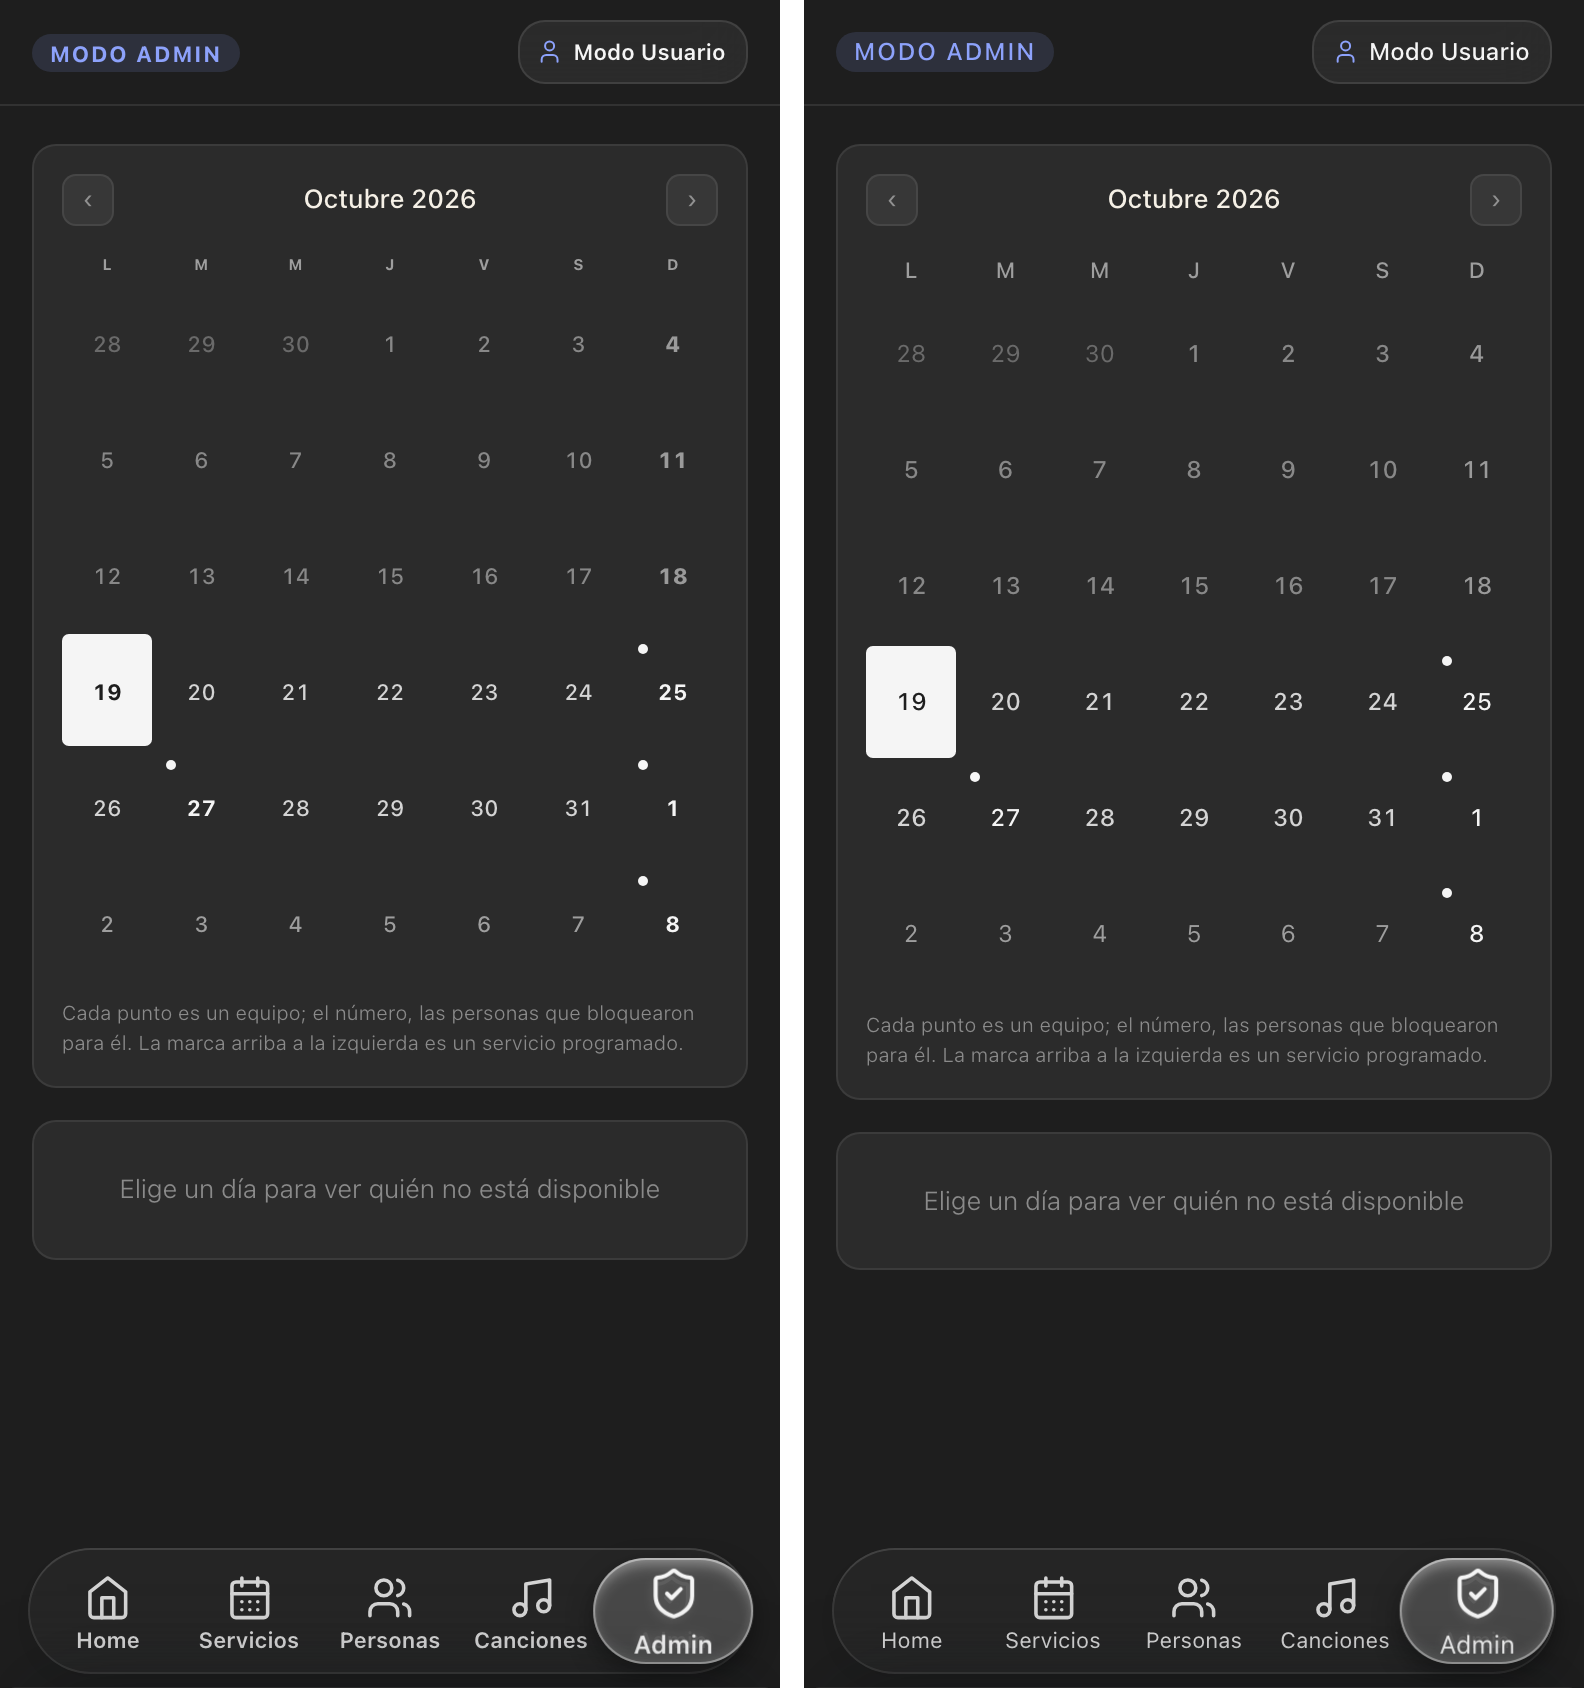 MODO ADMIN
Modo Usuario
‹ Octubre 2026 ›
L M M J V S D
28 29 30 1 2 3 4
5 6 7 8 9 10 11
12 13 14 15 16 17 18
19 20 21 22 23 24 25
26 27 28 29 30 31 1
2 3 4 5 6 7 8
Cada punto es un equipo; el número, las personas que bloquearon
para él. La marca arriba a la izquierda es un servicio programado.
Elige un día para ver quién no está disponible
Home Servicios Personas Canciones Admin
MODO ADMIN
Modo Usuario
‹ Octubre 2026 ›
L M M J V S D
28 29 30 1 2 3 4
5 6 7 8 9 10 11
12 13 14 15 16 17 18
19 20 21 22 23 24 25
26 27 28 29 30 31 1
2 3 4 5 6 7 8
Cada punto es un equipo; el número, las personas que bloquearon
para él. La marca arriba a la izquierda es un servicio programado.
Elige un día para ver quién no está disponible
Home Servicios Personas Canciones Admin